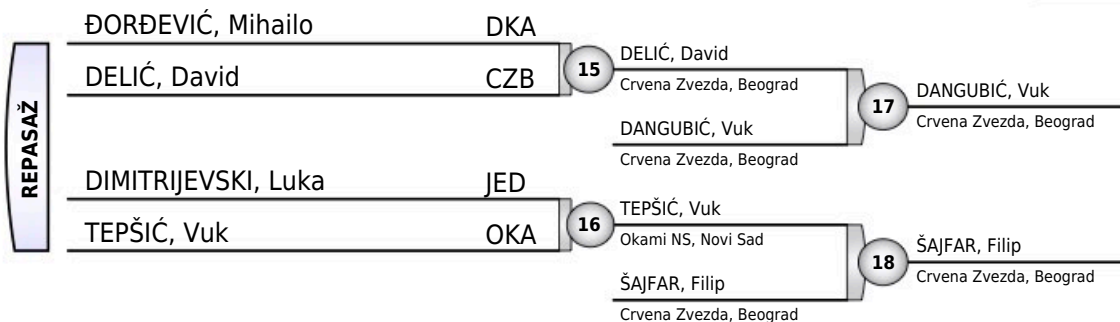 REPASAŽ
ĐORĐEVIĆ, Mihailo DKA
DELIĆ, David CZB
15
DELIĆ, David
Crvena Zvezda, Beograd
DANGUBIĆ, Vuk
Crvena Zvezda, Beograd
17
DANGUBIĆ, Vuk
Crvena Zvezda, Beograd
DIMITRIJEVSKI, Luka JED
TEPŠIĆ, Vuk OKA
16
TEPŠIĆ, Vuk
Okami NS, Novi Sad
ŠAJFAR, Filip
Crvena Zvezda, Beograd
18
ŠAJFAR, Filip
Crvena Zvezda, Beograd